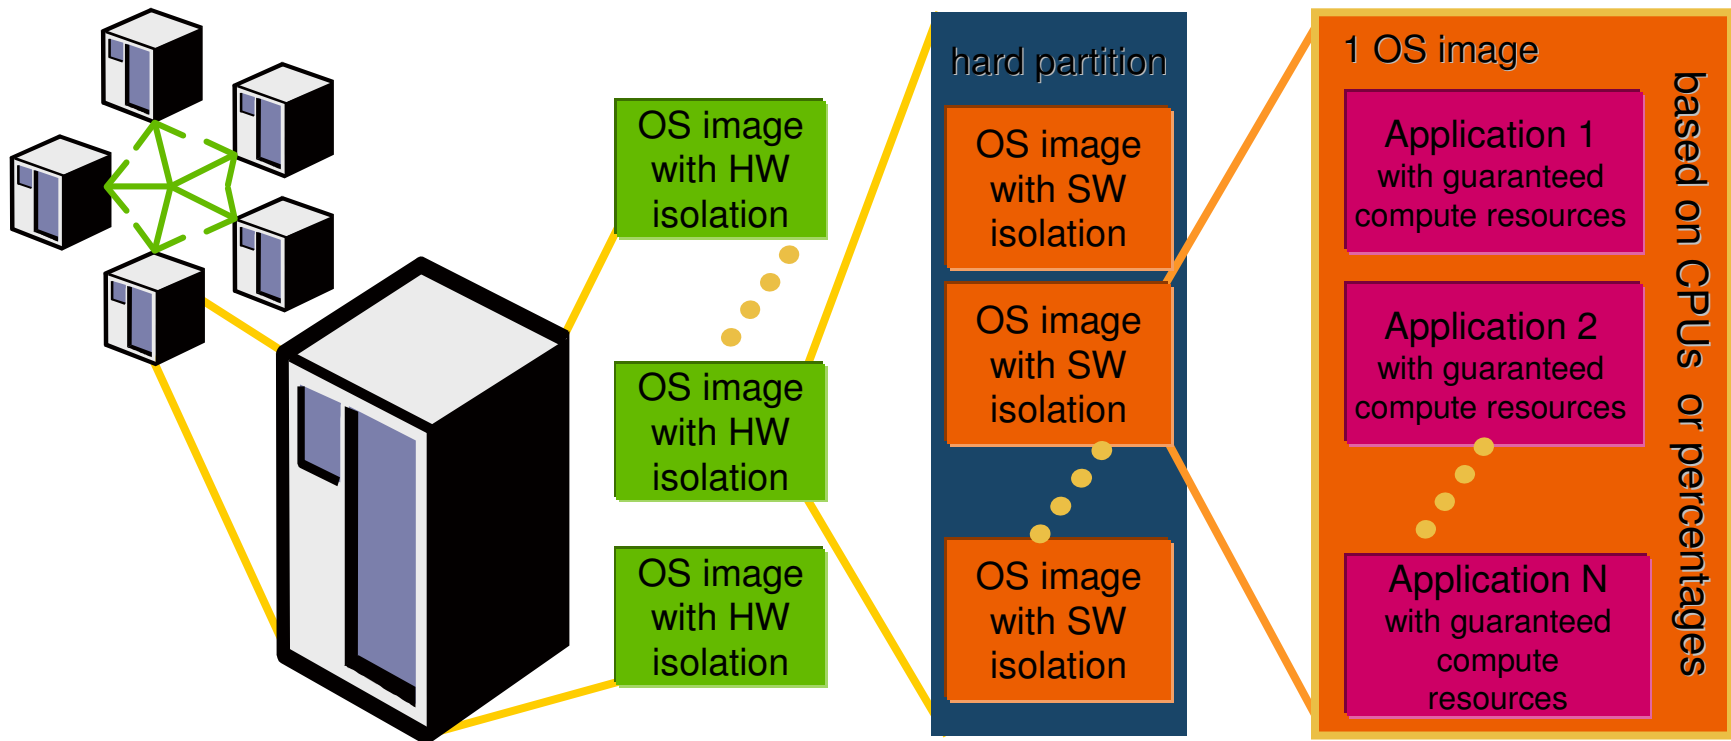 OS image
with HW
isolation
OS image
with HW
isolation
OS image
with HW
isolation
hard partition
OS image
with SW
isolation
OS image
with SW
isolation
OS image
with SW
isolation
1 OS image
Application 1
with guaranteed
compute resources
Application 2
with guaranteed
compute resources
Application N
with guaranteed
compute
resources
based on CPUs or percentages